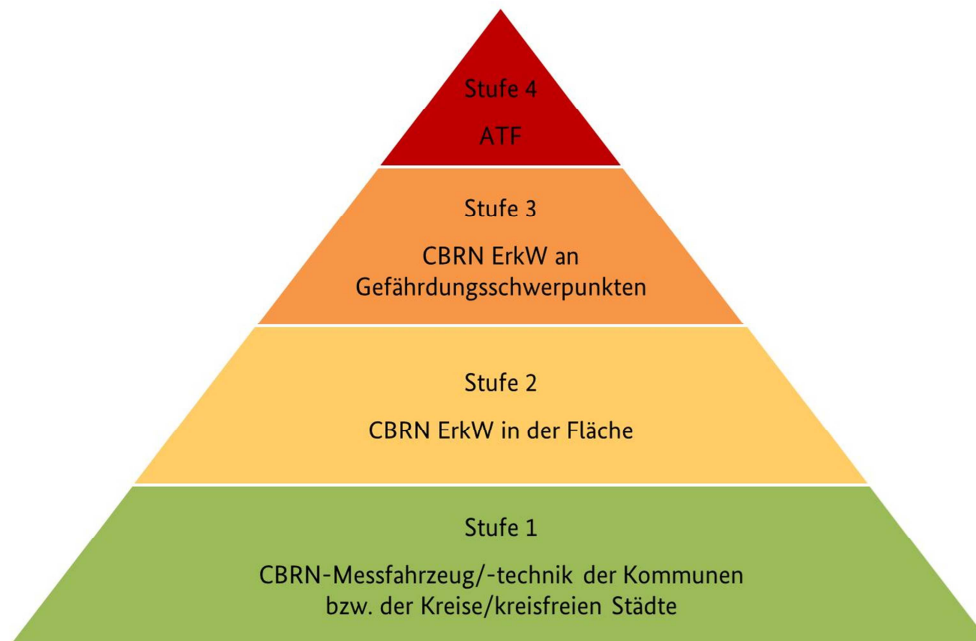 Stufe 4
ATF
Stufe 3
CBRN ErkW an
Gefährdungsschwerpunkten
Stufe 2
CBRN ErkW in der Fläche
Stufe 1
CBRN-Messfahrzeug/-technik der Kommunen
bzw. der Kreise/kreisfreien Städte